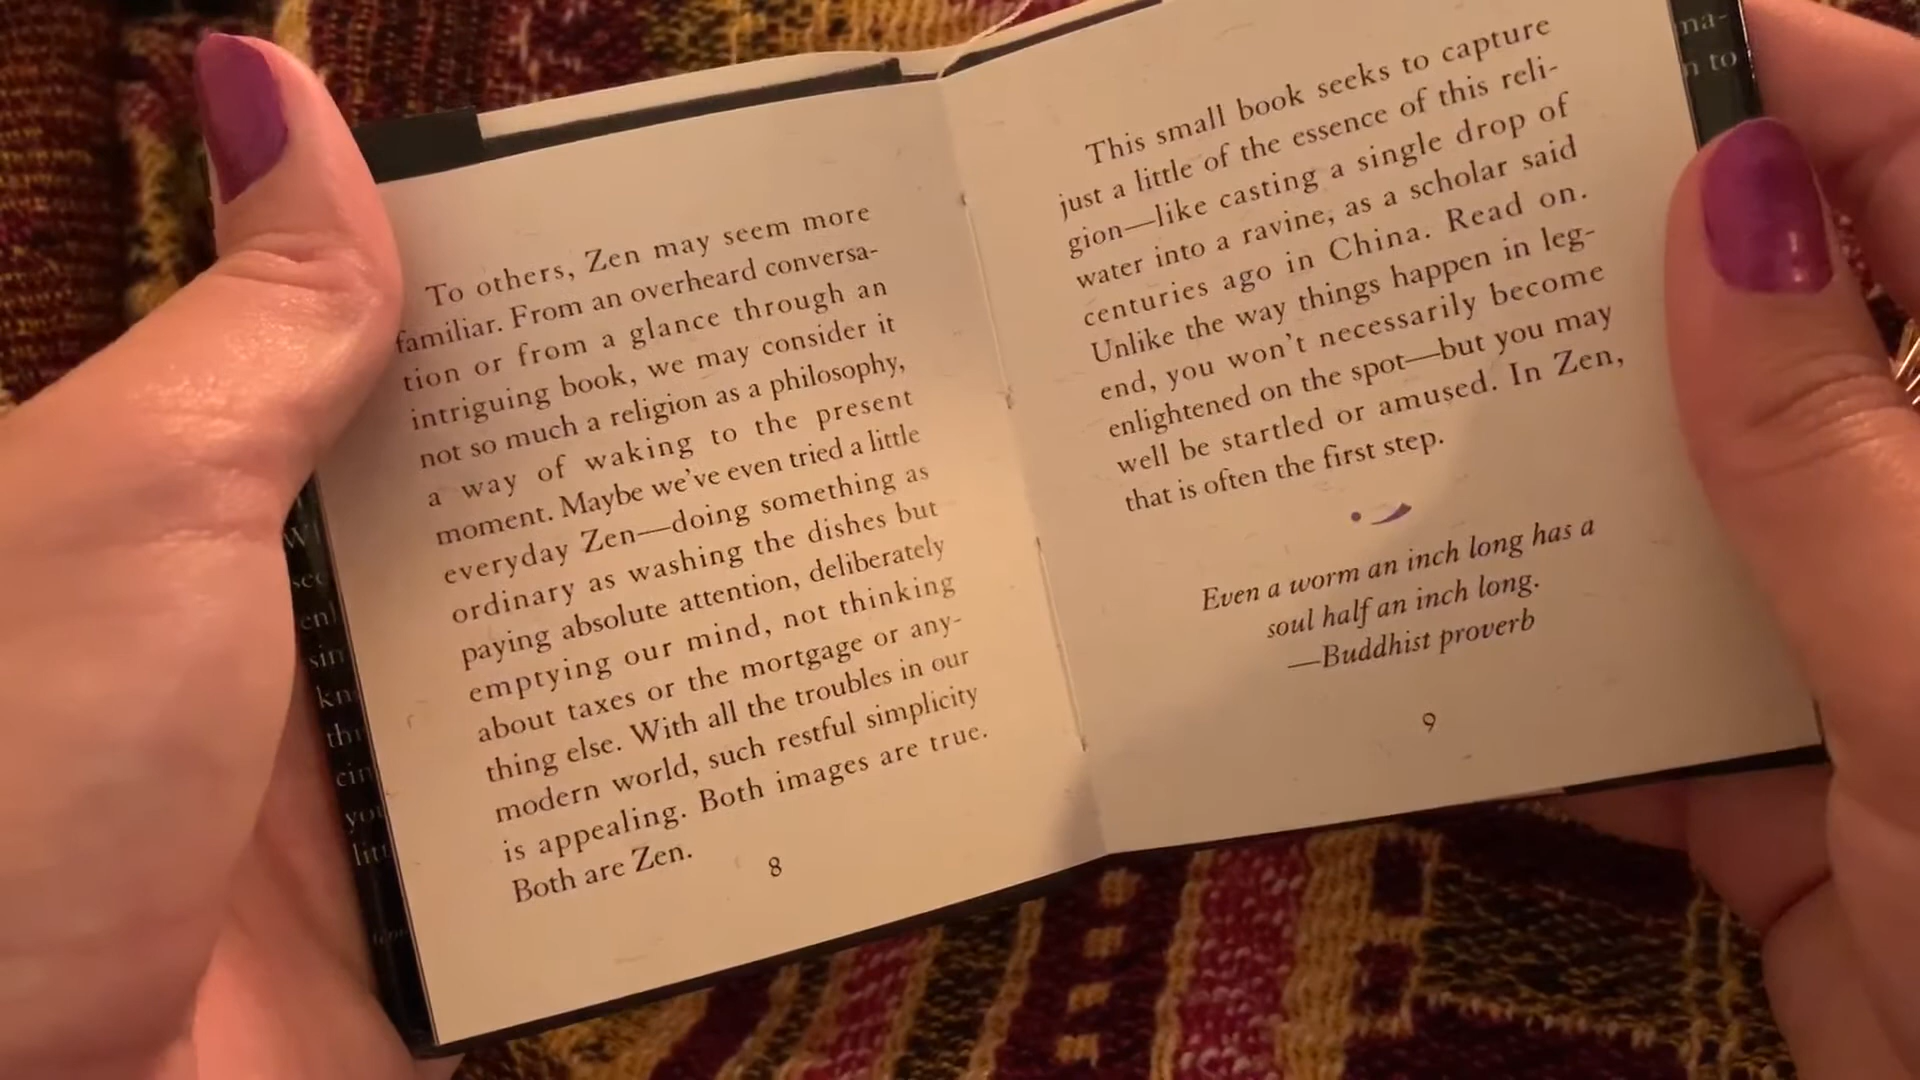 To others, Zen may seem more
familiar. From an overheard conversa-
tion or from a glance through an
intriguing book, we may consider it
not so much a religion as a philosophy,
a way of waking to the present
moment. Maybe we've even tried a little
everyday Zen—doing something as
ordinary as washing the dishes but
paying absolute attention, deliberately
emptying our mind, not thinking
about taxes or the mortgage or any-
thing else. With all the troubles in our
modern world, such restful simplicity
is appealing. Both images are true.
Both are Zen.
8
This small book seeks to capture
just a little of the essence of this reli-
gion—like casting a single drop of
water into a ravine, as a scholar said
centuries ago in China. Read on.
Unlike the way things happen in leg-
end, you won't necessarily become
enlightened on the spot—but you may
well be startled or amused. In Zen,
that is often the first step.
Even a worm an inch long has a
soul half an inch long.
—Buddhist proverb
9
ma-
to